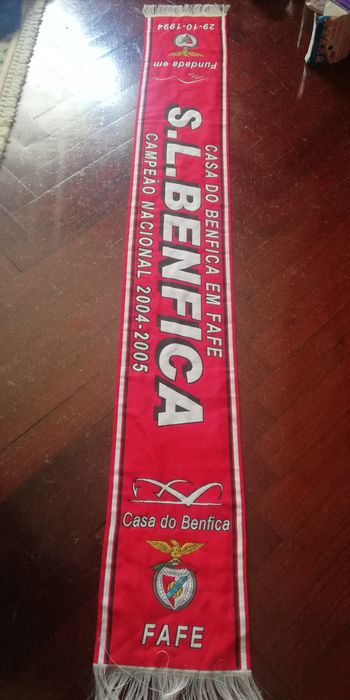 Fundada em
29-10-1994
CASA DO BENFICA EM FAFE
S.L.BENFICA
CAMPEÃO NACIONAL 2004-2005
Casa do Benfica
FAFE